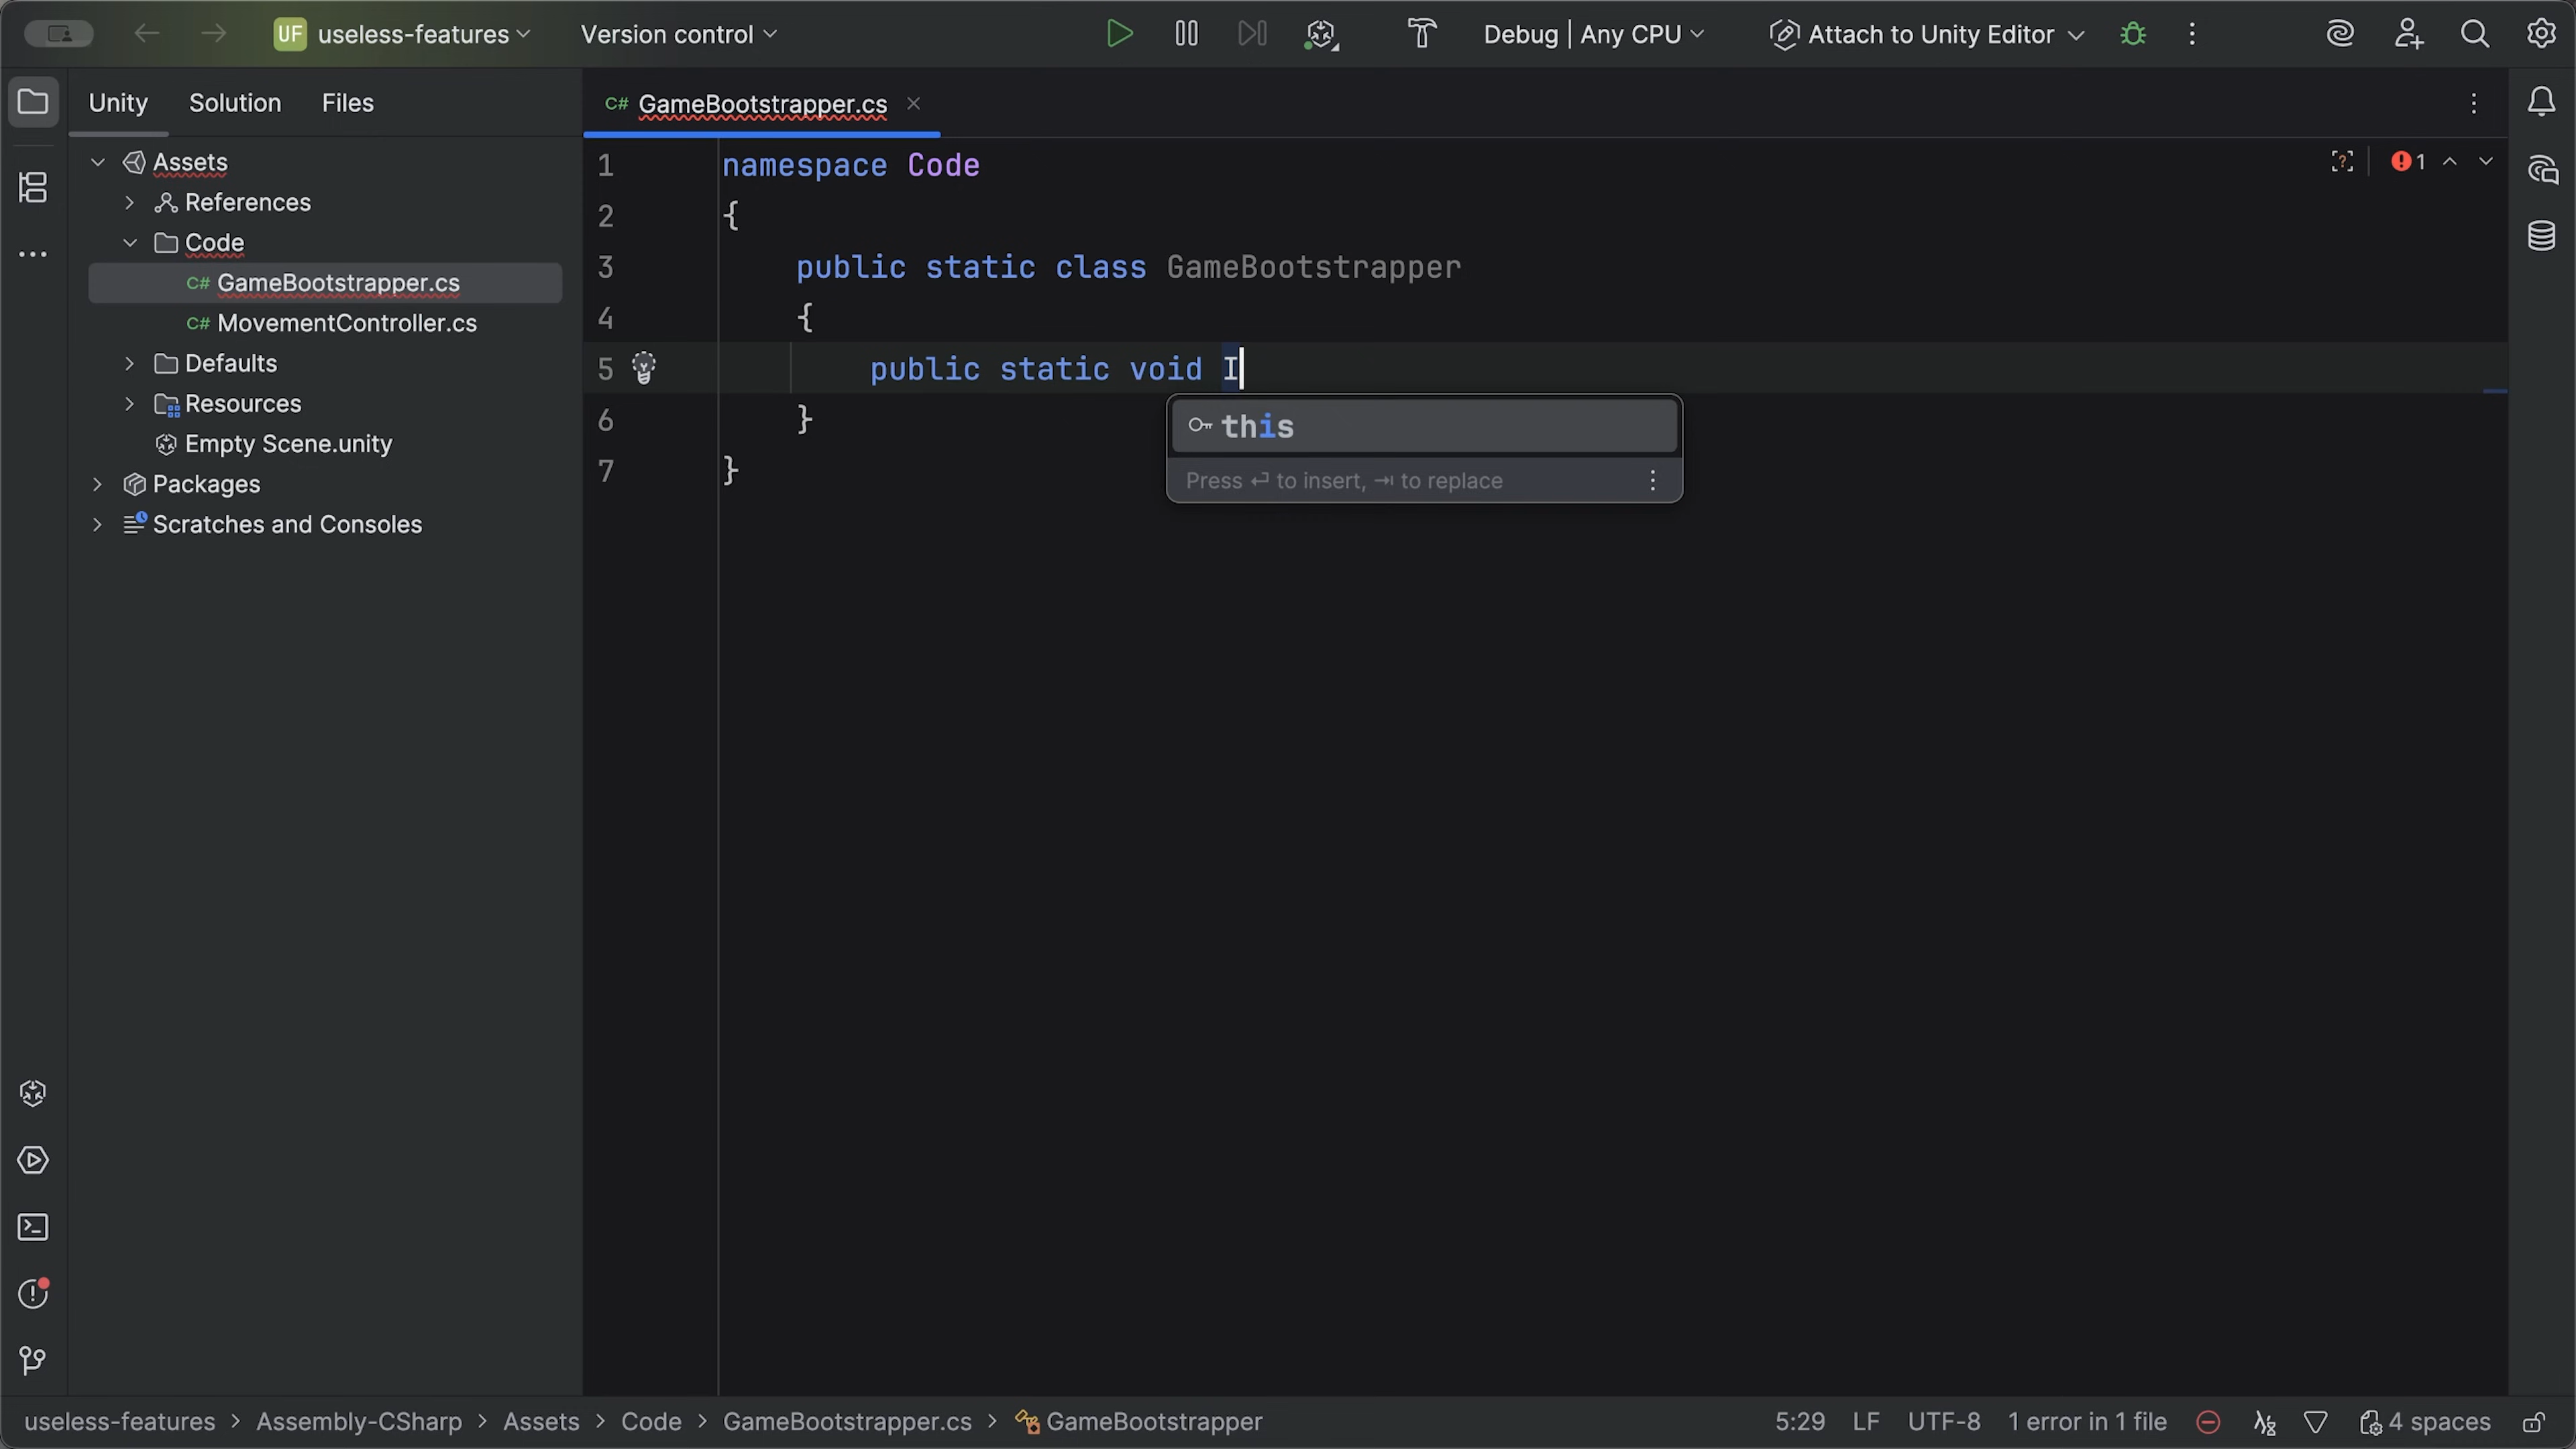 UF useless-features Version control Debug | Any CPU Attach to Unity Editor
Unity Solution Files
C# GameBootstrapper.cs
Assets
References
Code
C# GameBootstrapper.cs
C# MovementController.cs
Defaults
Resources
Empty Scene.unity
Packages
Scratches and Consoles
1 namespace Code
2 {
3 public static class GameBootstrapper
4 {
5 public static void I
6 }
7 }
1
this
Press ⏎ to insert, ⇥ to replace
useless-features > Assembly-CSharp > Assets > Code > GameBootstrapper.cs > GameBootstrapper
5:29 LF UTF-8 1 error in 1 file 4 spaces